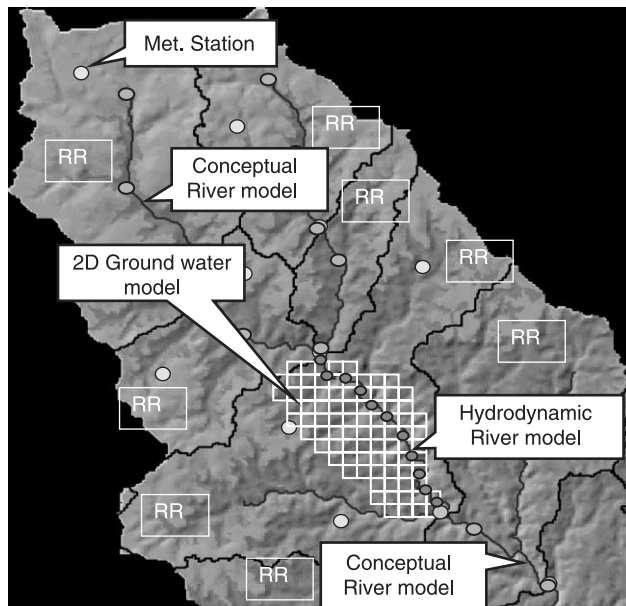 Met. Station
RR
RR
Conceptual
River model
RR
2D Ground water
model
RR
RR
RR
Hydrodynamic
River model
RR
Conceptual
River model
RR